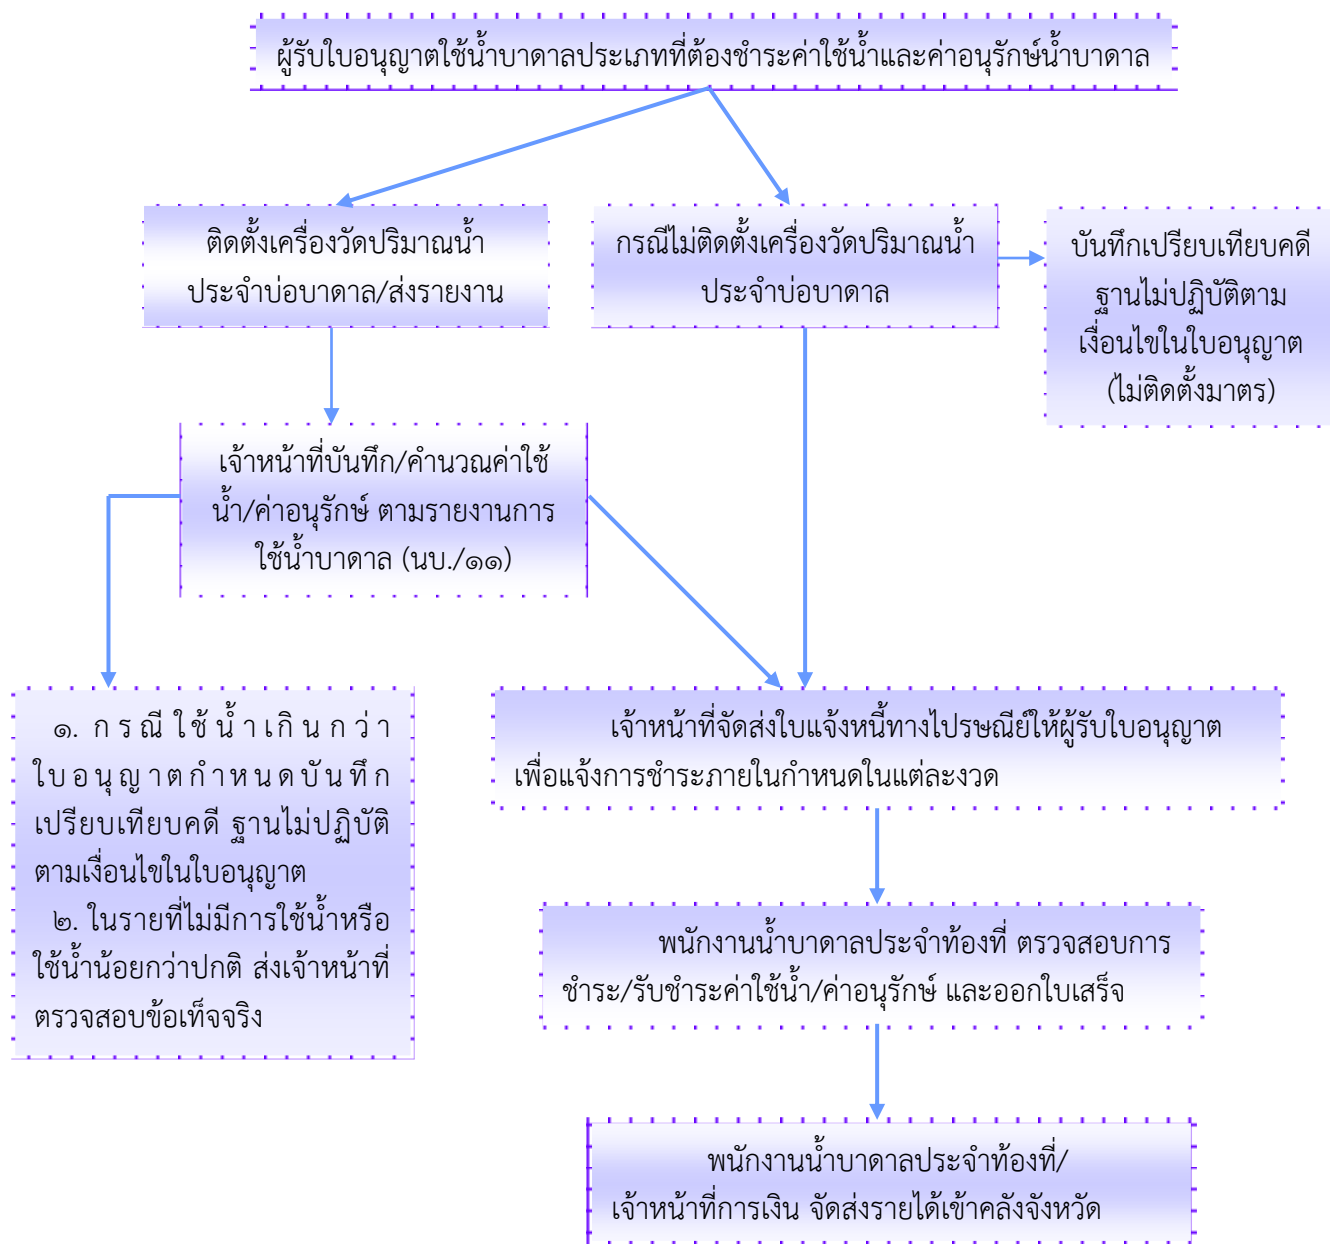 ผู้รับใบอนุญาตใช้น้ำบาดาลประเภทที่ต้องชำระค่าใช้น้ำและค่าอนุรักษ์น้ำบาดาล
ติดตั้งเครื่องวัดปริมาณน้ำ
ประจำบ่อบาดาล/ส่งรายงาน
กรณีไม่ติดตั้งเครื่องวัดปริมาณน้ำ
ประจำบ่อบาดาล
บันทึกเปรียบเทียบคดี
ฐานไม่ปฏิบัติตาม
เงื่อนไขในใบอนุญาต
(ไม่ติดตั้งมาตร)
เจ้าหน้าที่บันทึก/คำนวณค่าใช้
น้ำ/ค่าอนุรักษ์ ตามรายงานการ
ใช้น้ำบาดาล (นบ./๑๑)
๑. กรณีใช้น้ำเกินกว่า
ใบอนุญาตกำหนดบันทึก
เปรียบเทียบคดี ฐานไม่ปฏิบัติ
ตามเงื่อนไขในใบอนุญาต
๒. ในรายที่ไม่มีการใช้น้ำหรือ
ใช้น้ำน้อยกว่าปกติ ส่งเจ้าหน้าที่
ตรวจสอบข้อเท็จจริง
เจ้าหน้าที่จัดส่งใบแจ้งหนี้ทางไปรษณีย์ให้ผู้รับใบอนุญาต
เพื่อแจ้งการชำระภายในกำหนดในแต่ละงวด
พนักงานน้ำบาดาลประจำท้องที่ ตรวจสอบการ
ชำระ/รับชำระค่าใช้น้ำ/ค่าอนุรักษ์ และออกใบเสร็จ
พนักงานน้ำบาดาลประจำท้องที่/
เจ้าหน้าที่การเงิน จัดส่งรายได้เข้าคลังจังหวัด